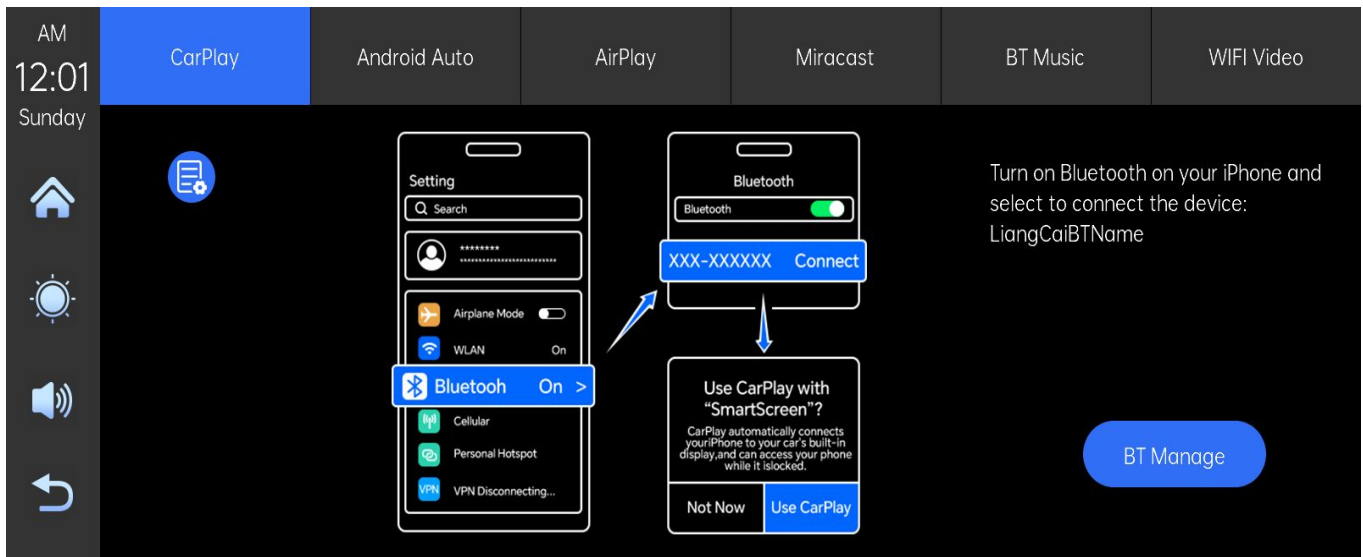 AM
12:01
Sunday
CarPlay
Android Auto
AirPlay
Miracast
BT Music
WIFI Video
Setting
Search
********
**************************
Airplane Mode
WLAN On
Bluetooh On >
Cellular
Personal Hotspot
VPN VPN Disconnecting...
Bluetooth
Bluetooth
XXX-XXXXXX Connect
Use CarPlay with
“SmartScreen”?
CarPlay automatically connects
youriPhone to your car's built-in
display,and can access your phone
while it islocked.
Not Now
Use CarPlay
Turn on Bluetooth on your iPhone and
select to connect the device:
LiangCaiBTName
BT Manage